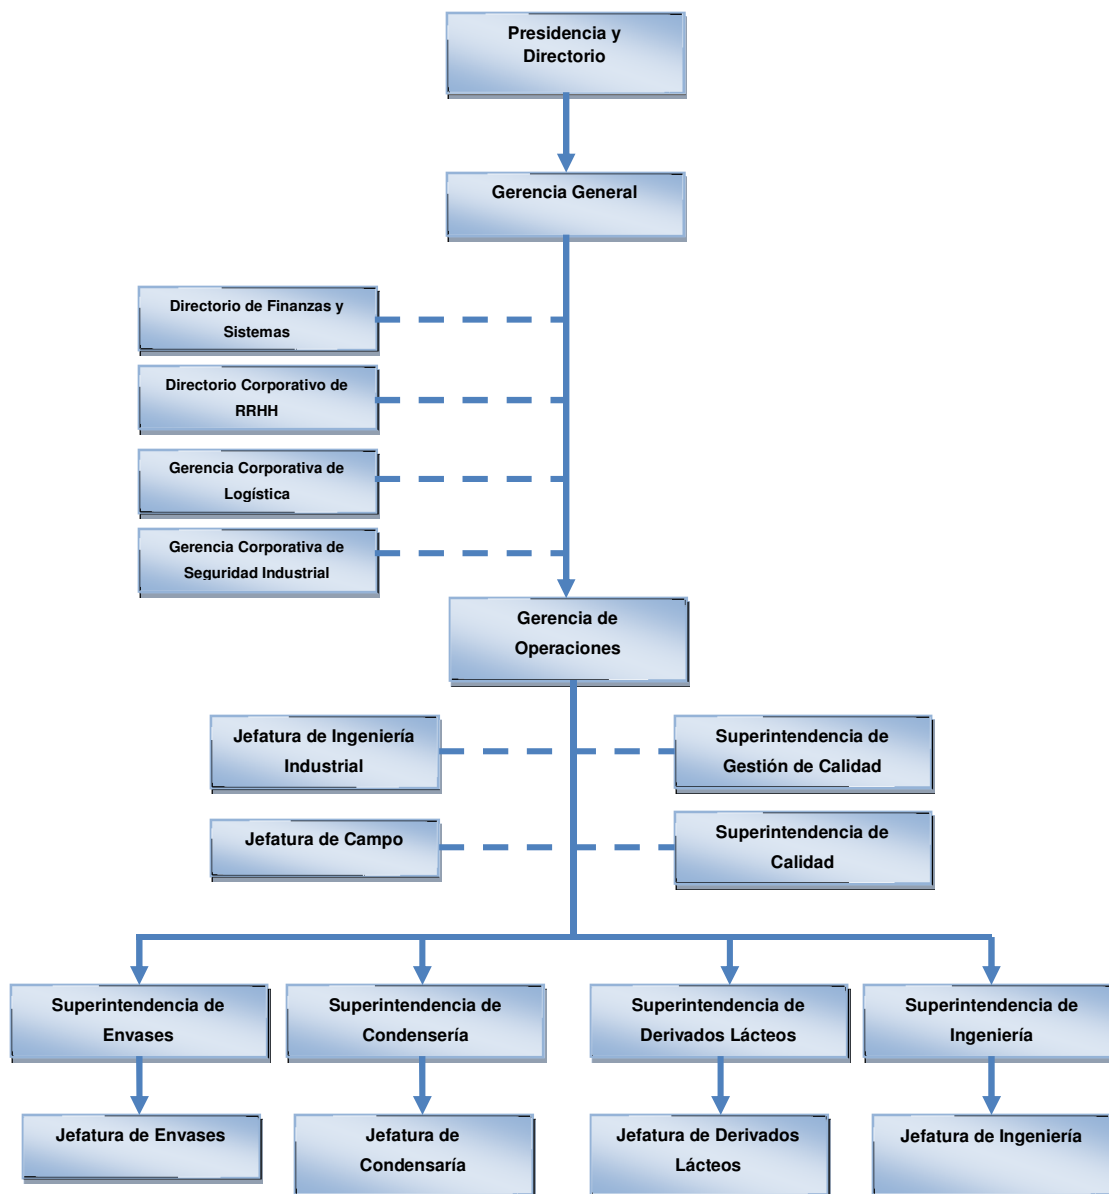 Presidencia y
Directorio
Gerencia General
Directorio de Finanzas y
Sistemas
Directorio Corporativo de
RRHH
Gerencia Corporativa de
Logística
Gerencia Corporativa de
Seguridad Industrial
Gerencia de
Operaciones
Jefatura de Ingeniería
Industrial
Superintendencia de
Gestión de Calidad
Jefatura de Campo
Superintendencia de
Calidad
Superintendencia de
Envases
Superintendencia de
Condensería
Superintendencia de
Derivados Lácteos
Superintendencia de
Ingeniería
Jefatura de Envases
Jefatura de
Condensaría
Jefatura de Derivados
Lácteos
Jefatura de Ingeniería